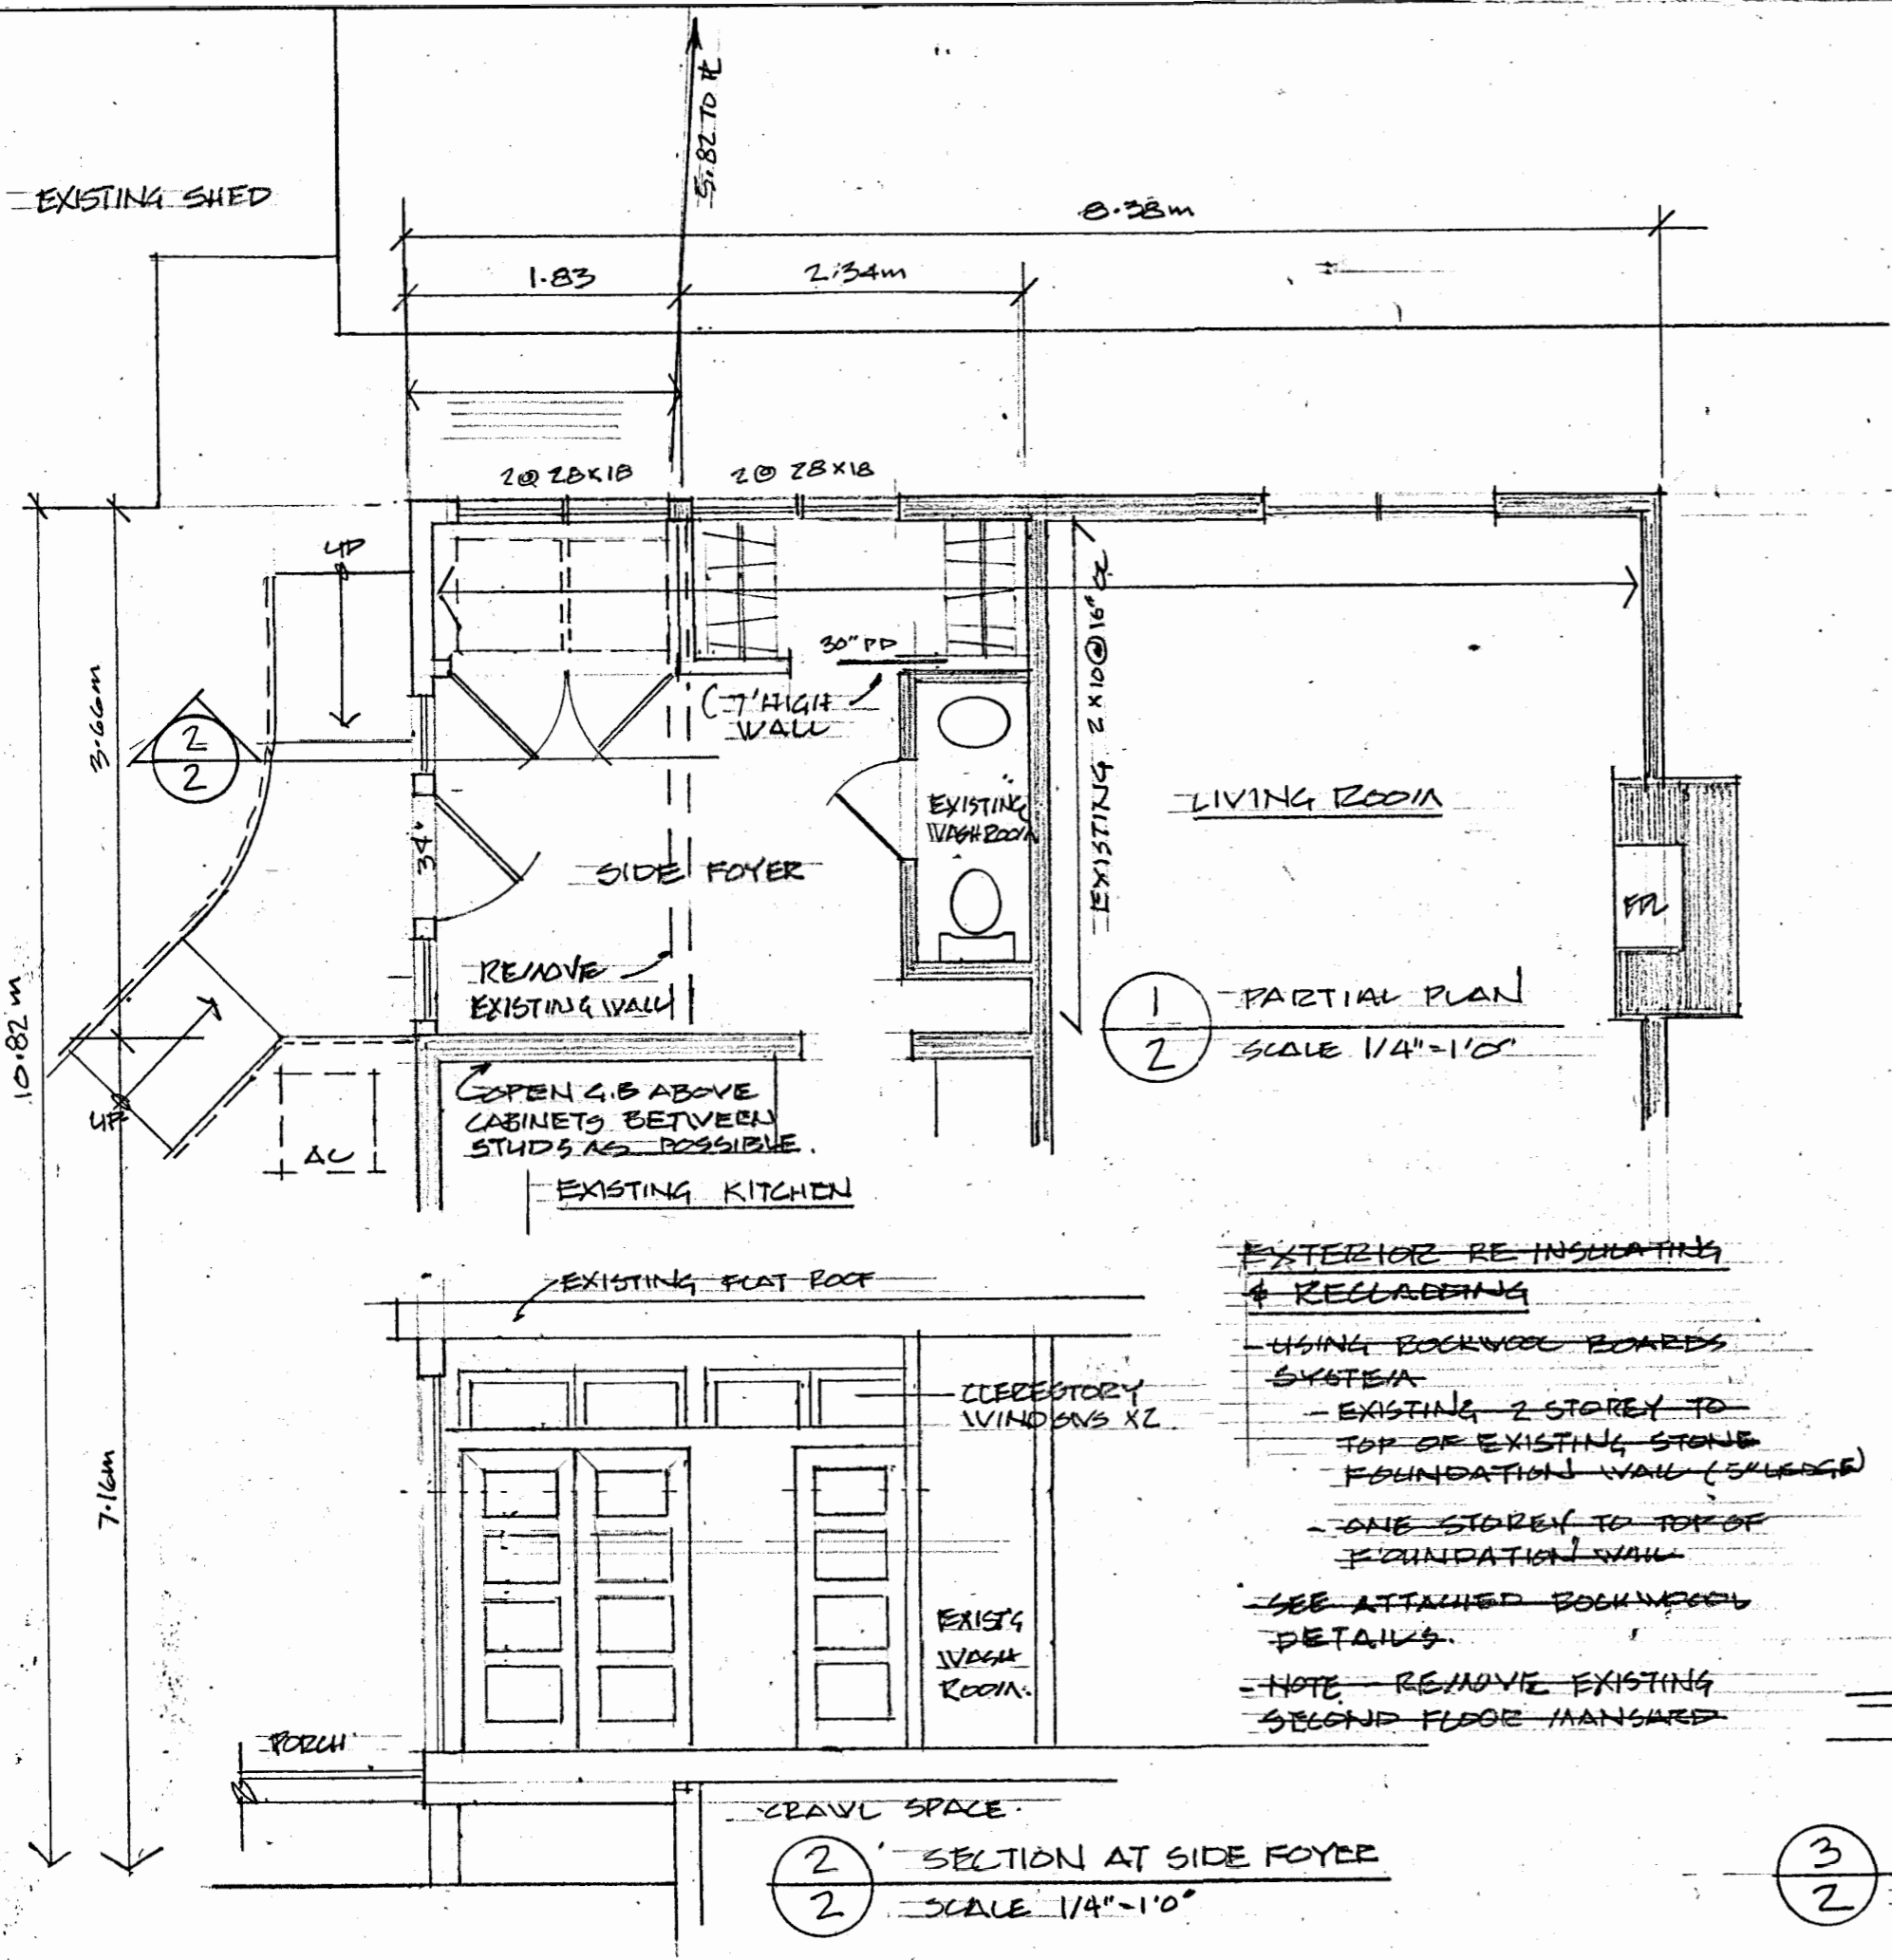 5.82 TO PL
EXISTING SHED
8.38m
1.83
2.34m
2@ 28x18
2@ 28x18
UP
30" PD
7' HIGH
WALL
EXISTING 2x10@16"
3.66m
2
2
34"
EXISTING
WASHROOM
LIVING ROOM
SIDE FOYER
FPL
REMOVE
EXISTING WALL
1
2
PARTIAL PLAN
SCALE 1/4"=1'0"
10.82m
UP
AC
OPEN G.B ABOVE
CABINETS BETWEEN
STUDS AS POSSIBLE.
EXISTING KITCHEN
EXISTING FLAT ROOF
CLERESTORY
WINDOWS X2
7.16m
EXIST'G
WASH
ROOM.
EXTERIOR RE-INSULATING
& RECLADDING
- USING ROCKWOOL BOARDS
SYSTEM
- EXISTING 2 STOREY TO
TOP OF EXISTING STONE
FOUNDATION WALL (5" LEDGE)
- ONE STOREY TO TOP OF
FOUNDATION WALL
- SEE ATTACHED ROCKWOOL
DETAILS.
- NOTE - REMOVE EXISTING
SECOND FLOOR MANSARD
PORCH
CRAWL SPACE.
2
2
SECTION AT SIDE FOYER
SCALE 1/4"=1'0"
3
2